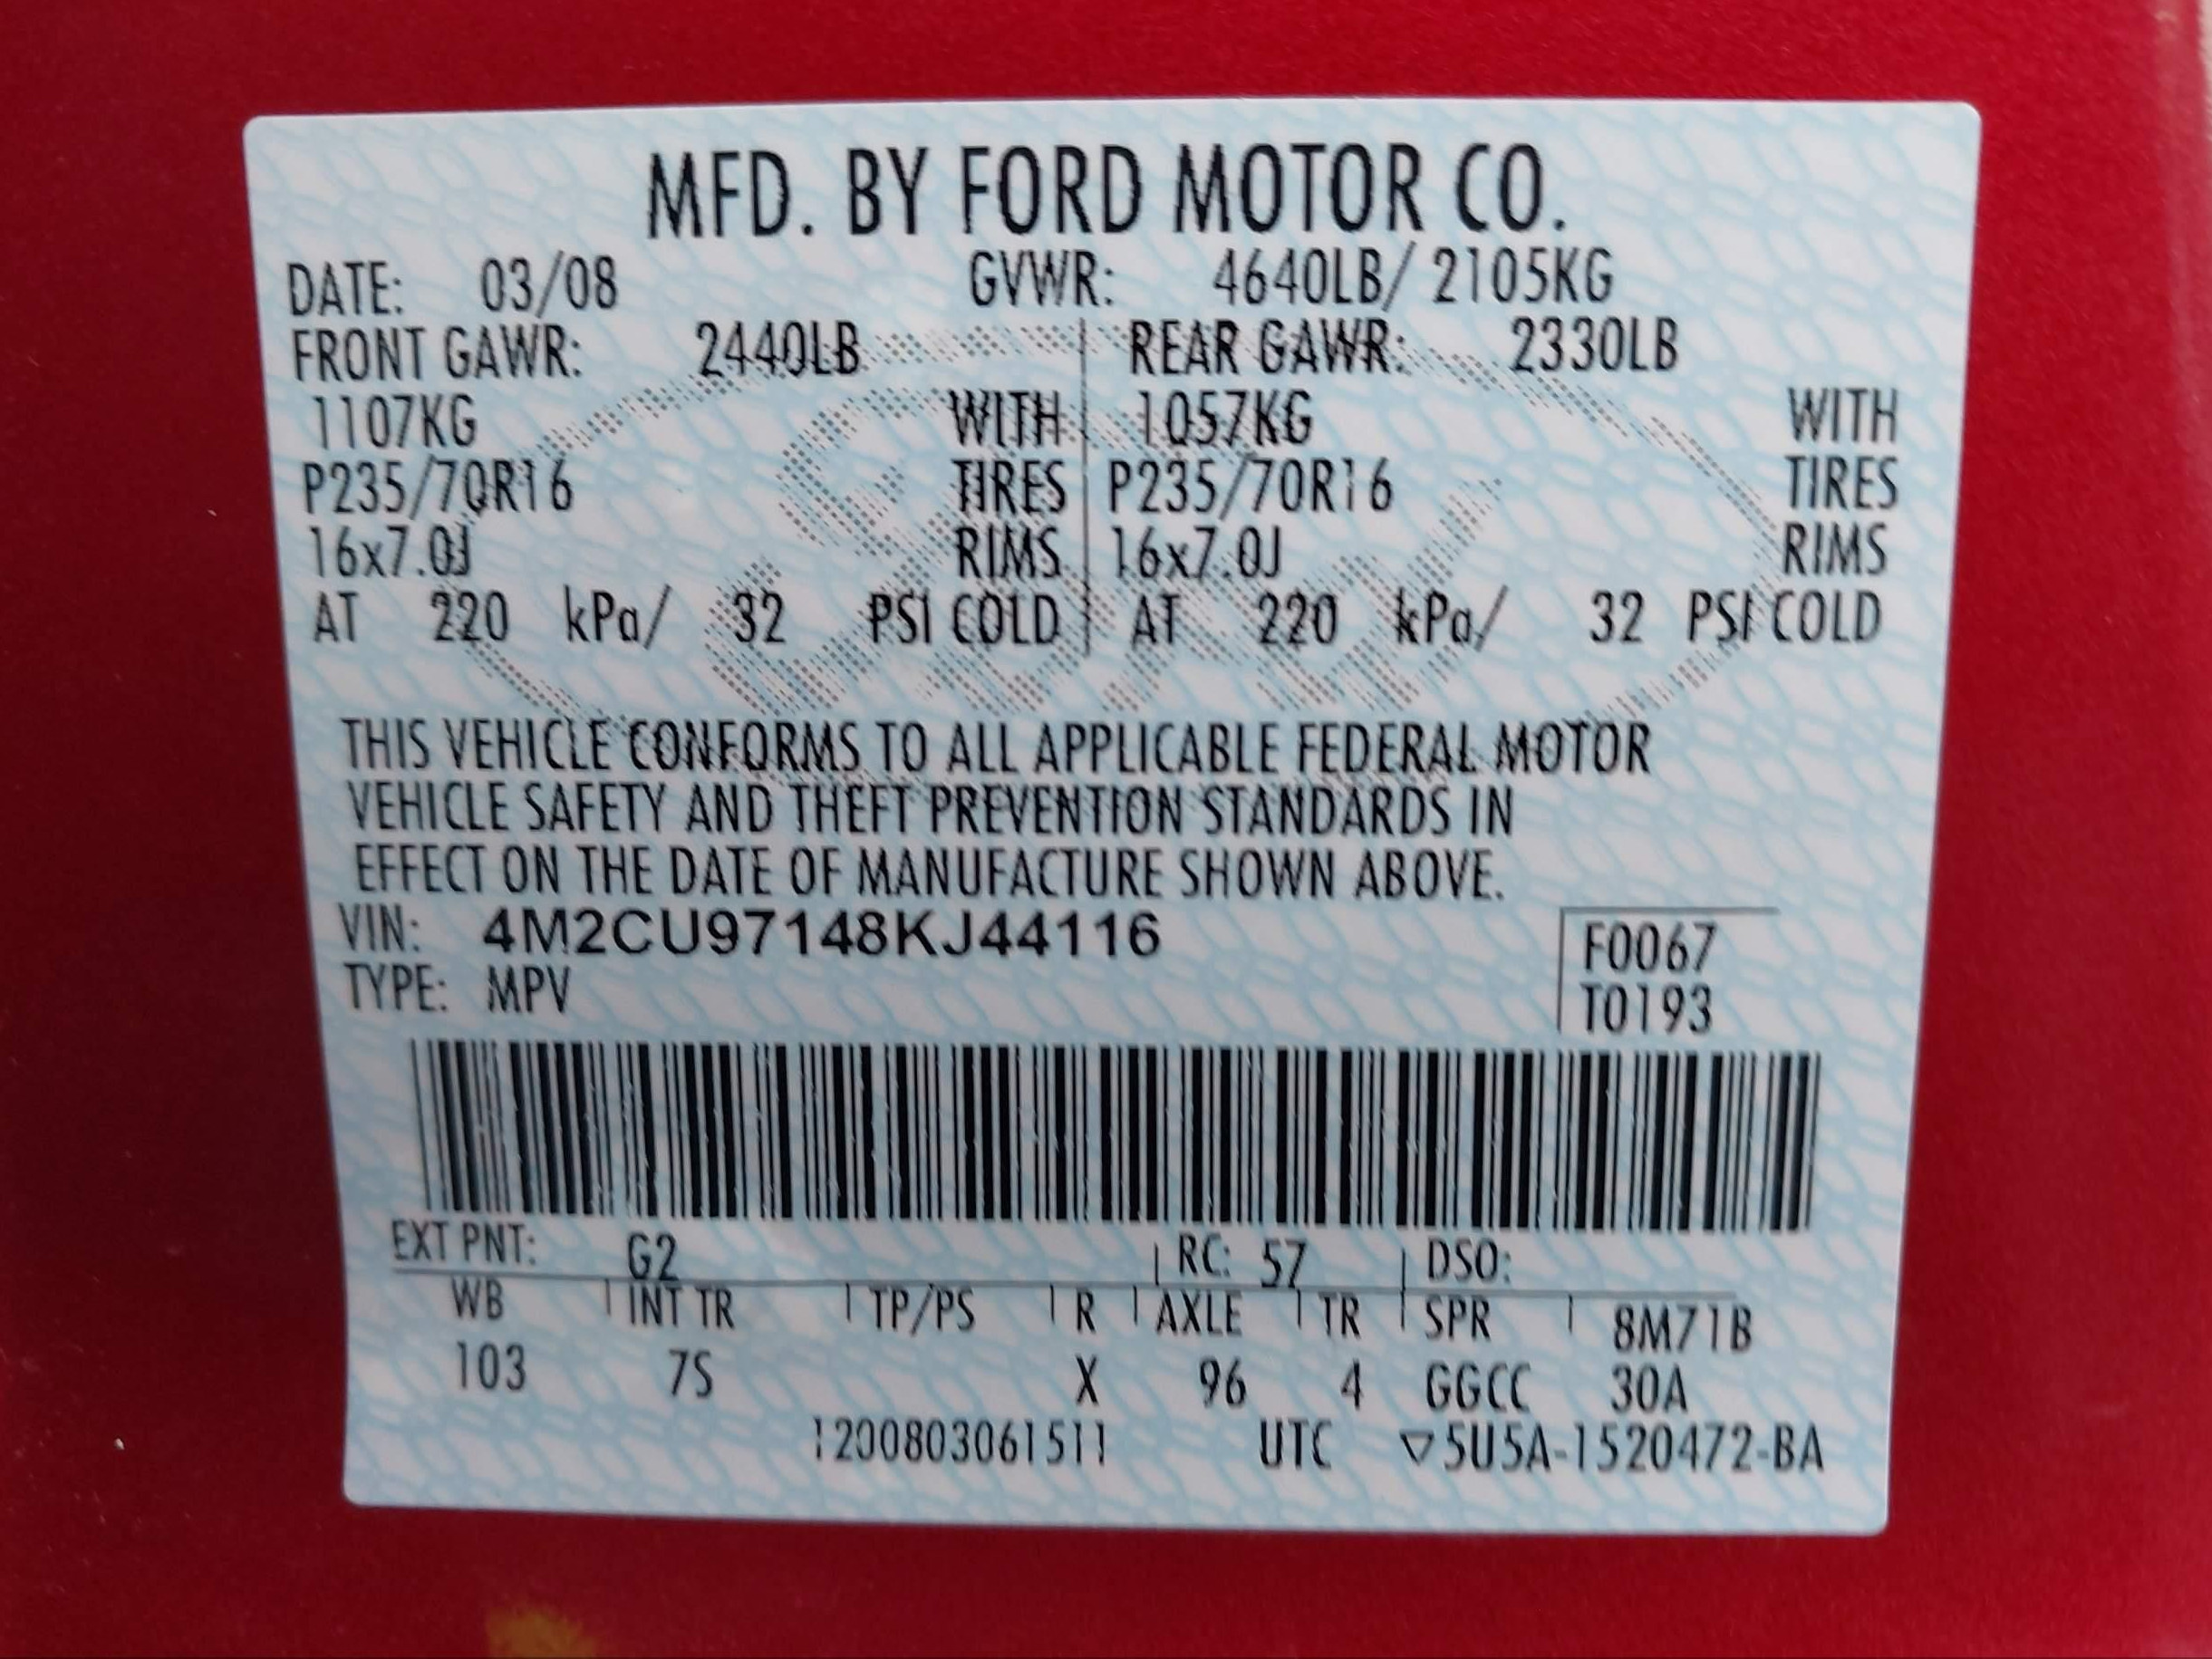 MFD. BY FORD MOTOR CO.
DATE: 03/08 GVWR: 4640LB/ 2105KG
FRONT GAWR: 2440LB REAR GAWR: 2330LB
1107KG WITH 1057KG WITH
P235/70R16 TIRES P235/70R16 TIRES
16x7.0J RIMS 16x7.0J RIMS
AT 220 kPa/ 32 PSI COLD AT 220 kPa/ 32 PSI COLD
THIS VEHICLE CONFORMS TO ALL APPLICABLE FEDERAL MOTOR
VEHICLE SAFETY AND THEFT PREVENTION STANDARDS IN
EFFECT ON THE DATE OF MANUFACTURE SHOWN ABOVE.
VIN: 4M2CU97148KJ44116 F0067
TYPE: MPV T0193
EXT PNT: G2 RC: 57 DSO:
WB INT TR TP/PS R AXLE TR SPR 8M71B
103 7S X 96 4 GGCC 30A
1200803061511 UTC ▽5U5A-1520472-BA